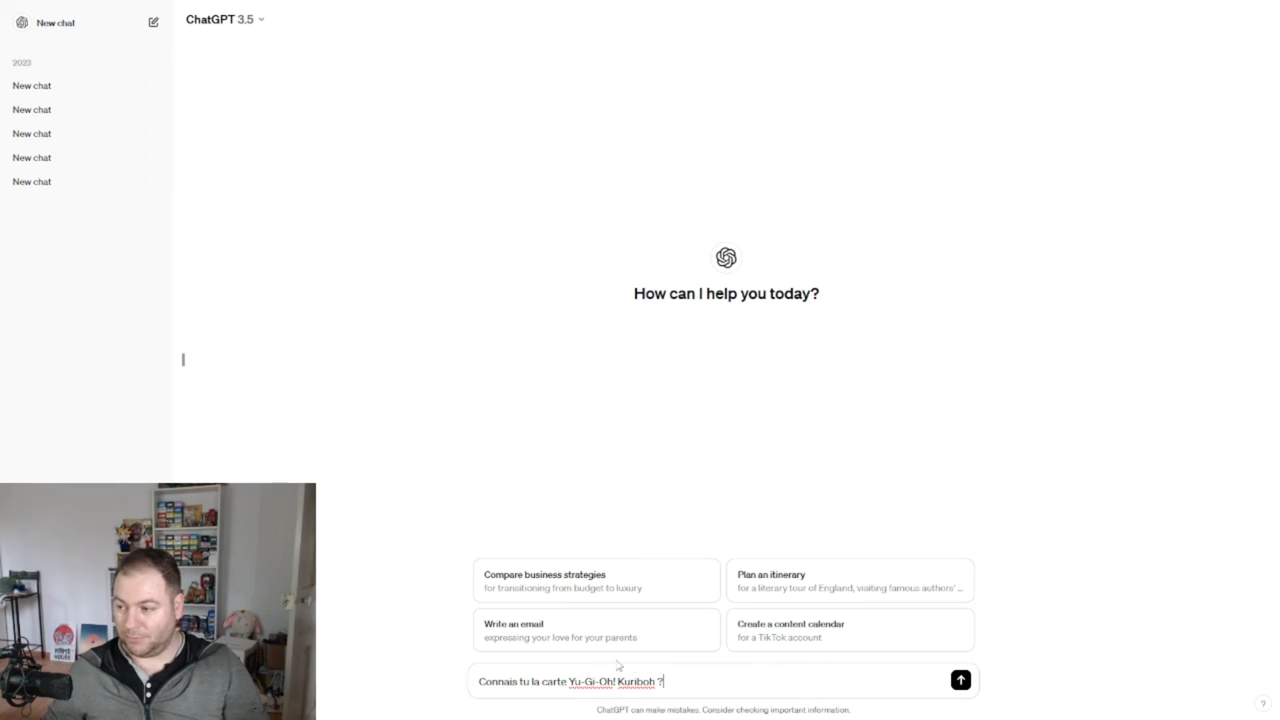 New chat
2023
New chat
New chat
New chat
New chat
New chat
ChatGPT 3.5
How can I help you today?
Compare business strategies
for transitioning from budget to luxury
Plan an itinerary
for a literary tour of England, visiting famous authors' ...
Write an email
expressing your love for your parents
Create a content calendar
for a TikTok account
Connais tu la carte Yu-Gi-Oh! Kuriboh ?
ChatGPT can make mistakes. Consider checking important information.
?